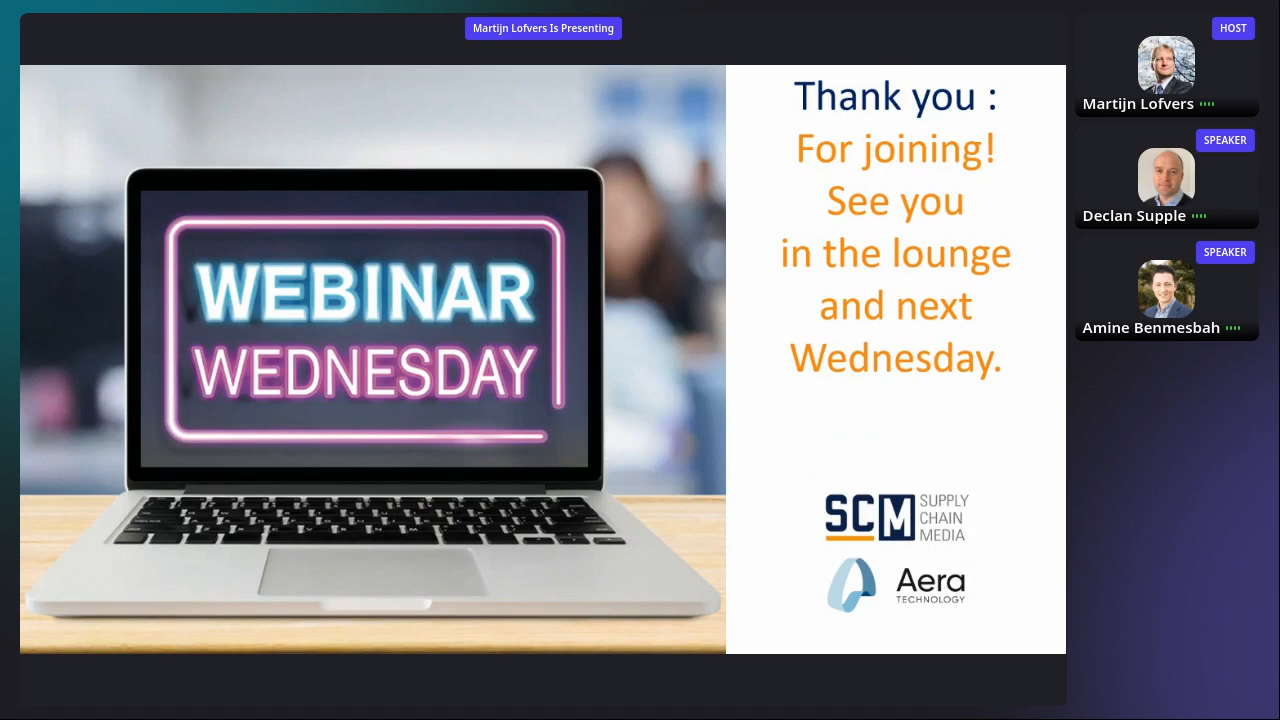 Martijn Lofvers Is Presenting
WEBINAR
WEDNESDAY
Thank you :
For joining!
See you
in the lounge
and next
Wednesday.
SCM SUPPLY
CHAIN
MEDIA
Aera
TECHNOLOGY
HOST
Martijn Lofvers
SPEAKER
Declan Supple
SPEAKER
Amine Benmesbah